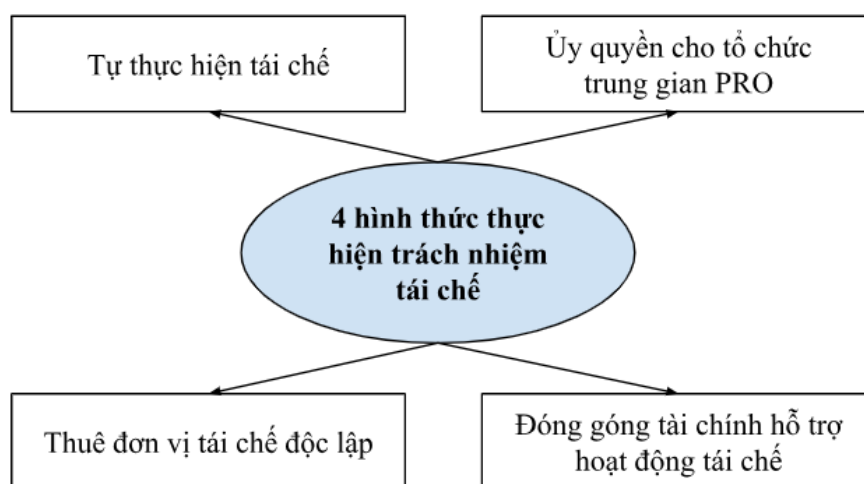 Tự thực hiện tái chế
Ủy quyền cho tổ chức
trung gian PRO
4 hình thức thực
hiện trách nhiệm
tái chế
Thuê đơn vị tái chế độc lập
Đóng góng tài chính hỗ trợ
hoạt động tái chế